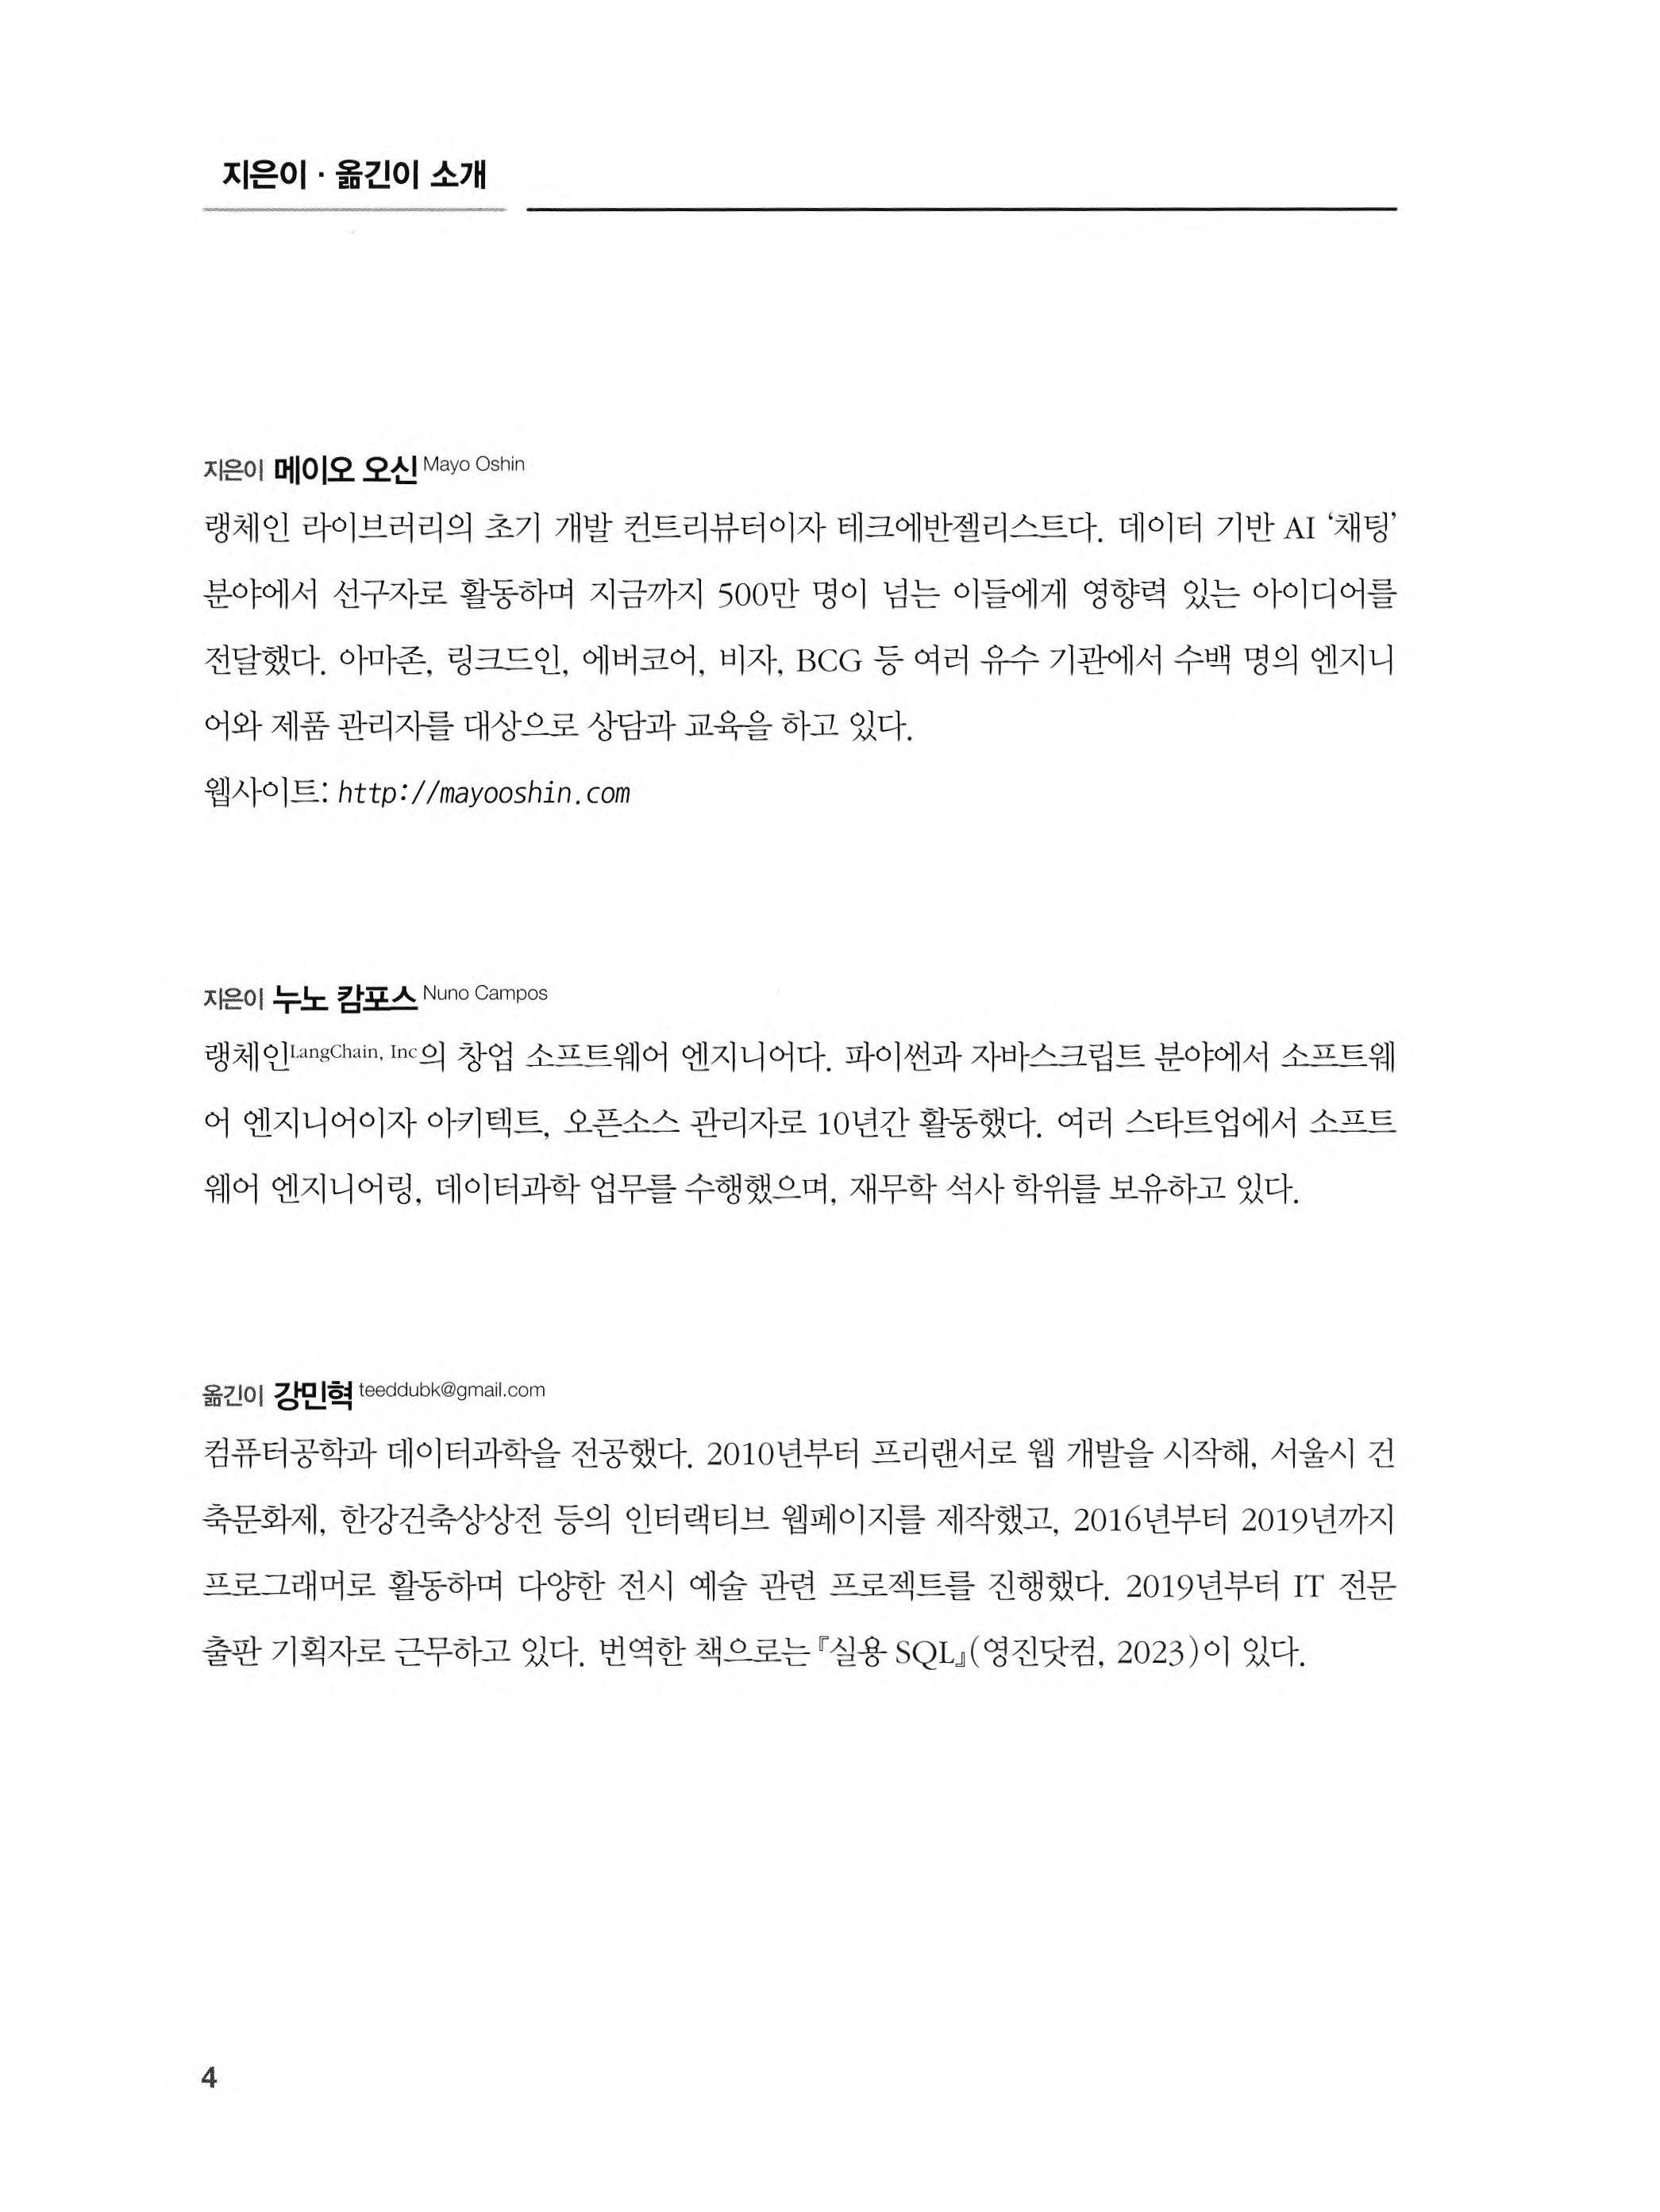 지은이 · 옮긴이 소개
지은이 메이오 오신 Mayo Oshin
랭체인 라이브러리의 초기 개발 컨트리뷰터이자 테크에반젤리스트다. 데이터 기반 AI ‘채팅’
분야에서 선구자로 활동하며 지금까지 500만 명이 넘는 이들에게 영향력 있는 아이디어를
전달했다. 아마존, 링크드인, 에버코어, 비자, BCG 등 여러 유수 기관에서 수백 명의 엔지니
어와 제품 관리자를 대상으로 상담과 교육을 하고 있다.
웹사이트: http://mayooshin.com
지은이 누노 캄포스 Nuno Campos
랭체인LangChain, Inc의 창업 소프트웨어 엔지니어다. 파이썬과 자바스크립트 분야에서 소프트웨
어 엔지니어이자 아키텍트, 오픈소스 관리자로 10년간 활동했다. 여러 스타트업에서 소프트
웨어 엔지니어링, 데이터과학 업무를 수행했으며, 재무학 석사 학위를 보유하고 있다.
옮긴이 강민혁 teeddubk@gmail.com
컴퓨터공학과 데이터과학을 전공했다. 2010년부터 프리랜서로 웹 개발을 시작해, 서울시 건
축문화제, 한강건축상상전 등의 인터랙티브 웹페이지를 제작했고, 2016년부터 2019년까지
프로그래머로 활동하며 다양한 전시 예술 관련 프로젝트를 진행했다. 2019년부터 IT 전문
출판 기획자로 근무하고 있다. 번역한 책으로는 『실용 SQL』(영진닷컴, 2023)이 있다.
4